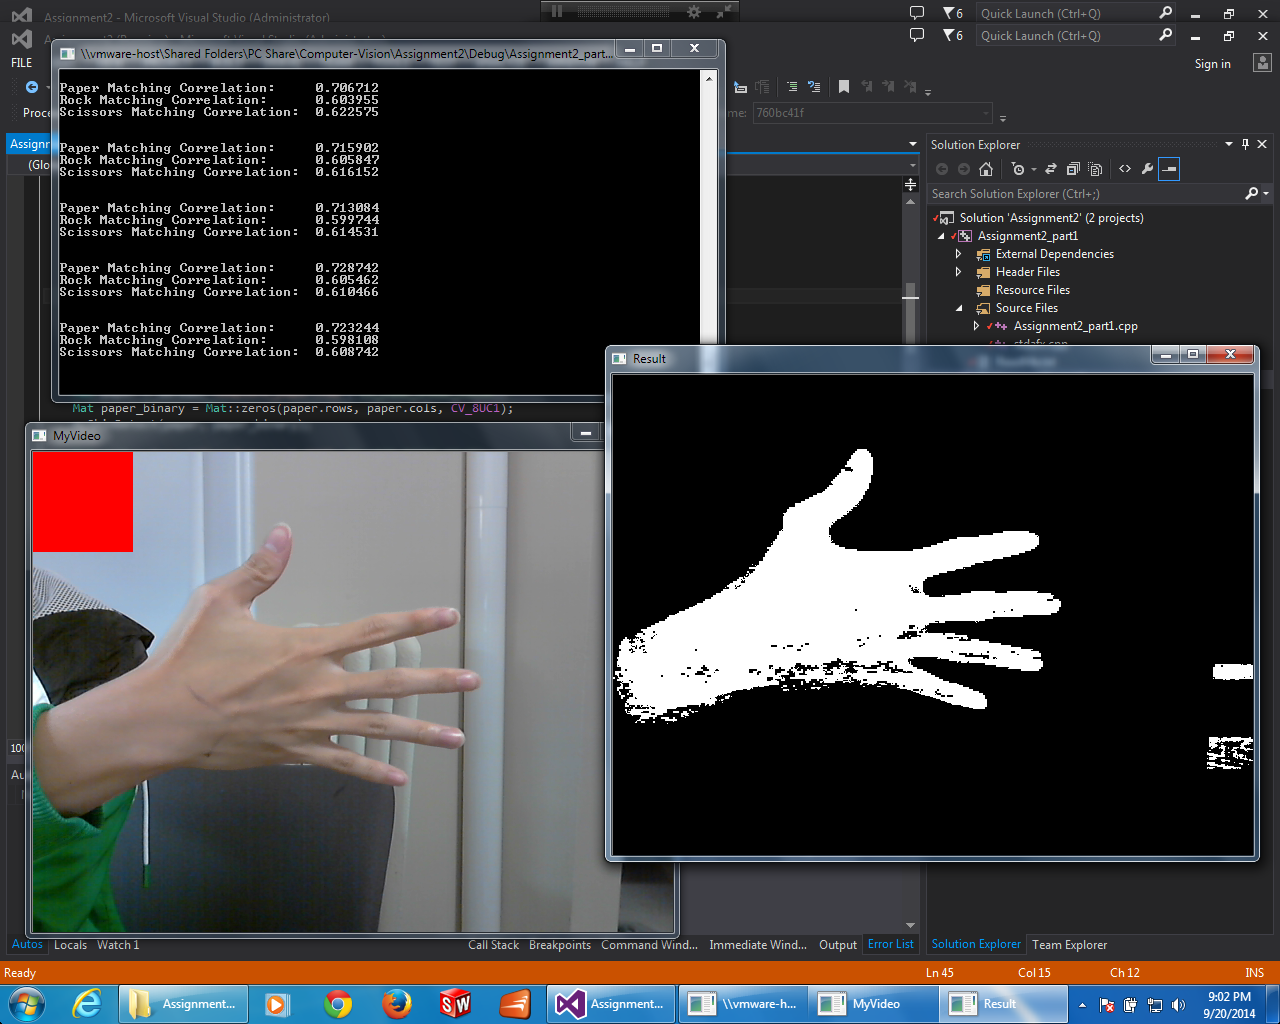 Assignment2 - Microsoft Visual Studio (Administrator)
6
Quick Launch (Ctrl+Q)
6
Quick Launch (Ctrl+Q)
\\vmware-host\Shared Folders\PC Share\Computer-Vision\Assignment2\Debug\Assignment2_part...
FILE
Sign in
Paper Matching Correlation: 0.706712
Rock Matching Correlation: 0.603955
Scissors Matching Correlation: 0.622575
Paper Matching Correlation: 0.715902
Rock Matching Correlation: 0.605847
Scissors Matching Correlation: 0.616152
Paper Matching Correlation: 0.713084
Rock Matching Correlation: 0.599744
Scissors Matching Correlation: 0.614531
Paper Matching Correlation: 0.728742
Rock Matching Correlation: 0.605462
Scissors Matching Correlation: 0.610466
Paper Matching Correlation: 0.723244
Rock Matching Correlation: 0.598108
Scissors Matching Correlation: 0.608742
Proce
me: 760bc41f
Assignr
(Glo
Solution Explorer
Search Solution Explorer (Ctrl+;)
Solution 'Assignment2' (2 projects)
Assignment2_part1
External Dependencies
Header Files
Resource Files
Source Files
Assignment2_part1.cpp
stdafx.cpp
Result
Mat paper_binary = Mat::zeros(paper.rows, paper.cols, CV_8UC1);
MyVideo
100
Au
Autos Locals Watch 1
Call Stack Breakpoints Command Wind... Immediate Wind... Output Error List
Solution Explorer Team Explorer
Ready
Ln 45 Col 15 Ch 12 INS
Assignment... SW Assignment... \\vmware-h... MyVideo Result
9:02 PM
9/20/2014